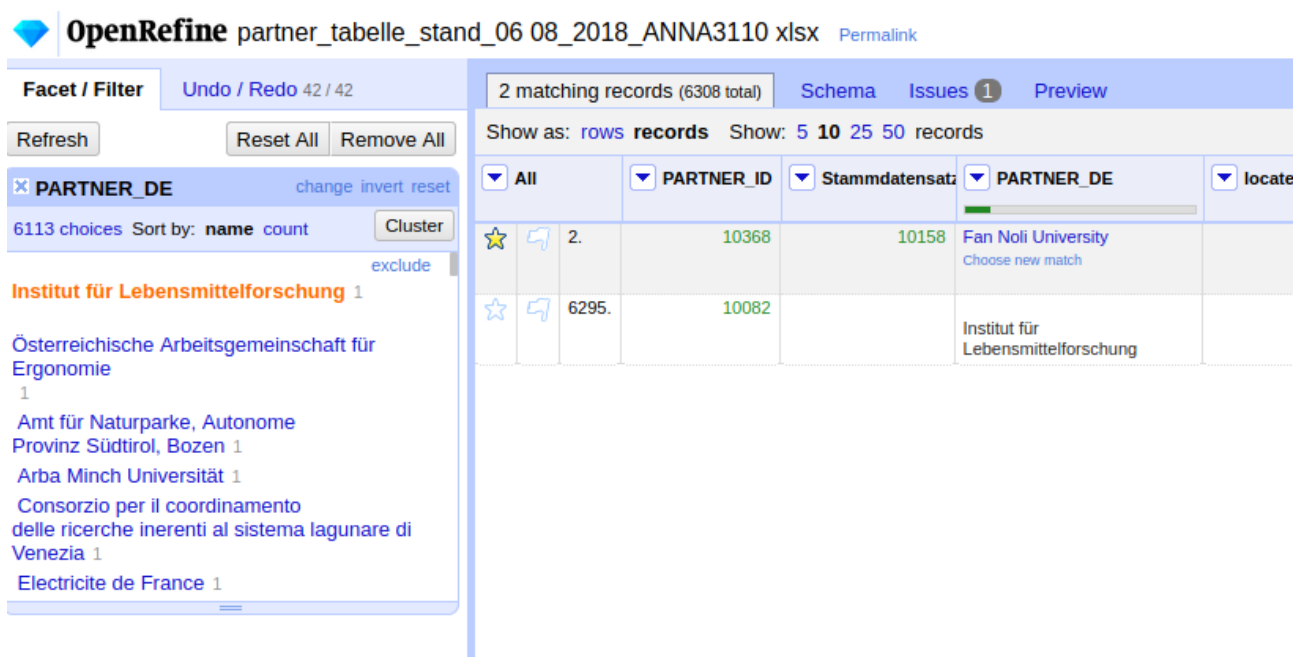 OpenRefine partner_tabelle_stand_06 08_2018_ANNA3110 xlsx Permalink
Facet / Filter Undo / Redo 42 / 42
Refresh Reset All Remove All
PARTNER_DE change invert reset
6113 choices Sort by: name count Cluster
exclude
Institut für Lebensmittelforschung 1
Österreichische Arbeitsgemeinschaft für
Ergonomie
1
Amt für Naturparke, Autonome
Provinz Südtirol, Bozen 1
Arba Minch Universität 1
Consorzio per il coordinamento
delle ricerche inerenti al sistema lagunare di
Venezia 1
Electricite de France 1
2 matching records (6308 total) Schema Issues 1 Preview
Show as: rows records Show: 5 10 25 50 records
All PARTNER_ID Stammdatensatz PARTNER_DE locate
2. 10368 10158 Fan Noli University
Choose new match
6295. 10082 Institut für
Lebensmittelforschung